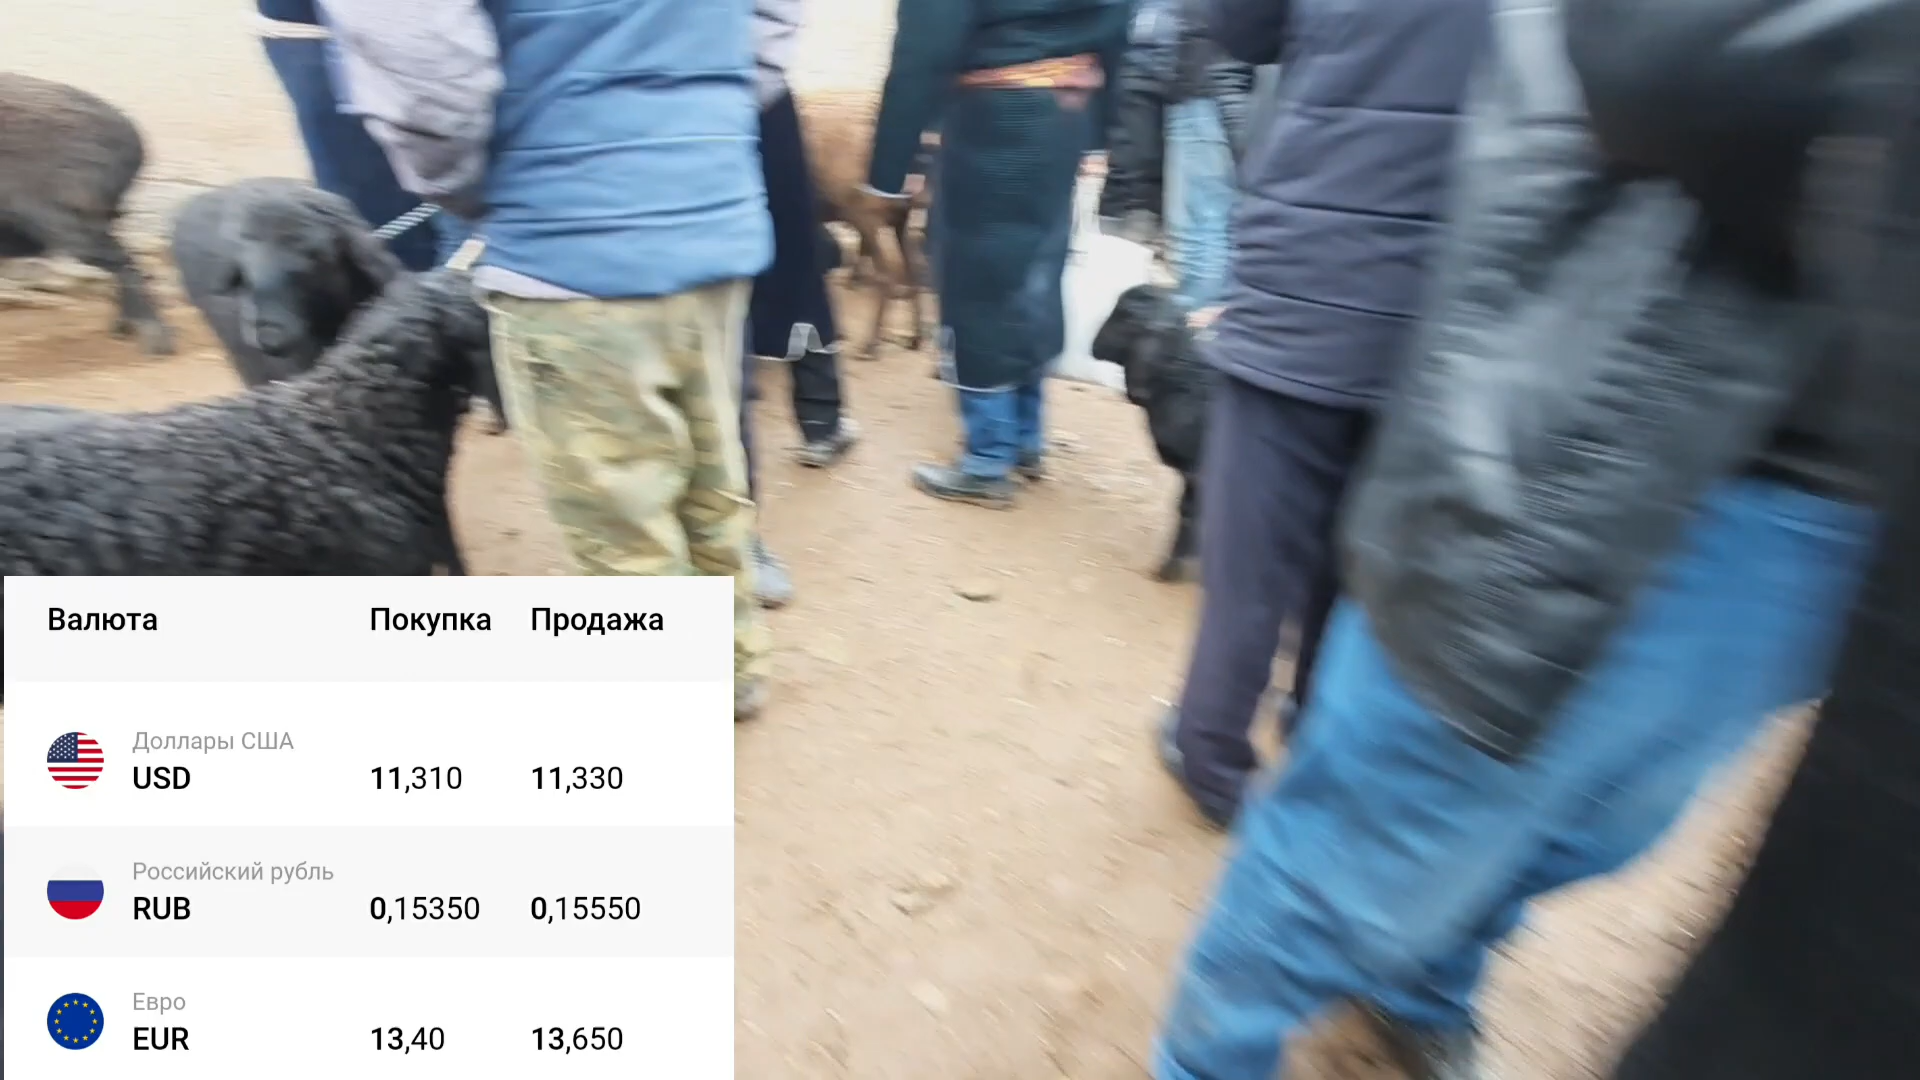 Валюта Покупка Продажа
Доллары США
USD 11,310 11,330
Российский рубль
RUB 0,15350 0,15550
Евро
EUR 13,40 13,650